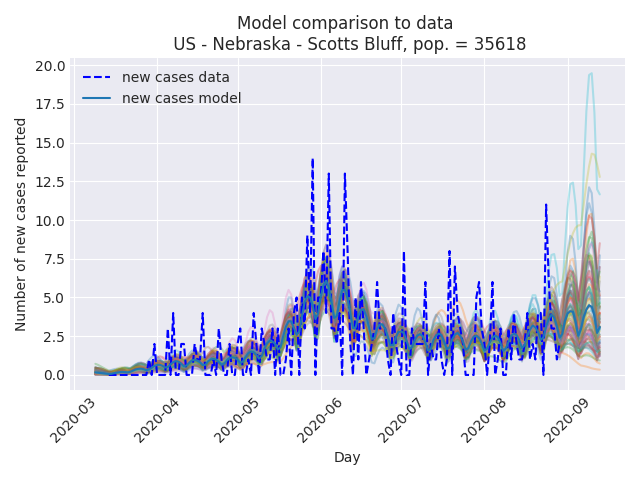 Model comparison to data
US - Nebraska - Scotts Bluff, pop. = 35618
20.0
17.5
15.0
12.5
10.0
7.5
5.0
2.5
0.0
Number of new cases reported
new cases data
new cases model
2020-03
2020-04
2020-05
2020-06
2020-07
2020-08
2020-09
Day